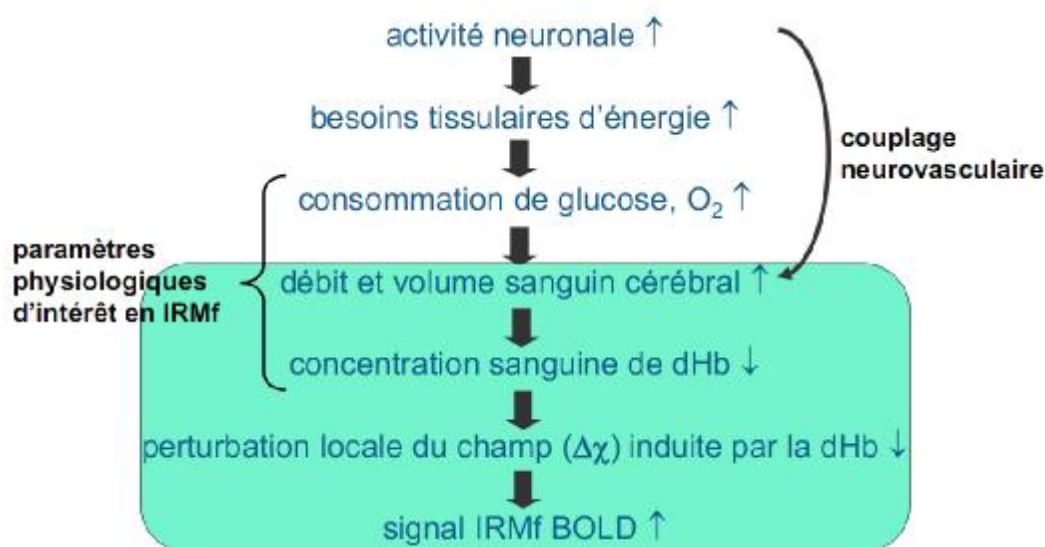 activité neuronale ↑
besoins tissulaires d'énergie ↑
couplage
neurovasculaire
consommation de glucose, O₂ ↑
paramètres
physiologiques
d'intérêt en IRMf
débit et volume sanguin cérébral ↑
concentration sanguine de dHb ↓
perturbation locale du champ (Δχ) induite par la dHb ↓
signal IRMf BOLD ↑